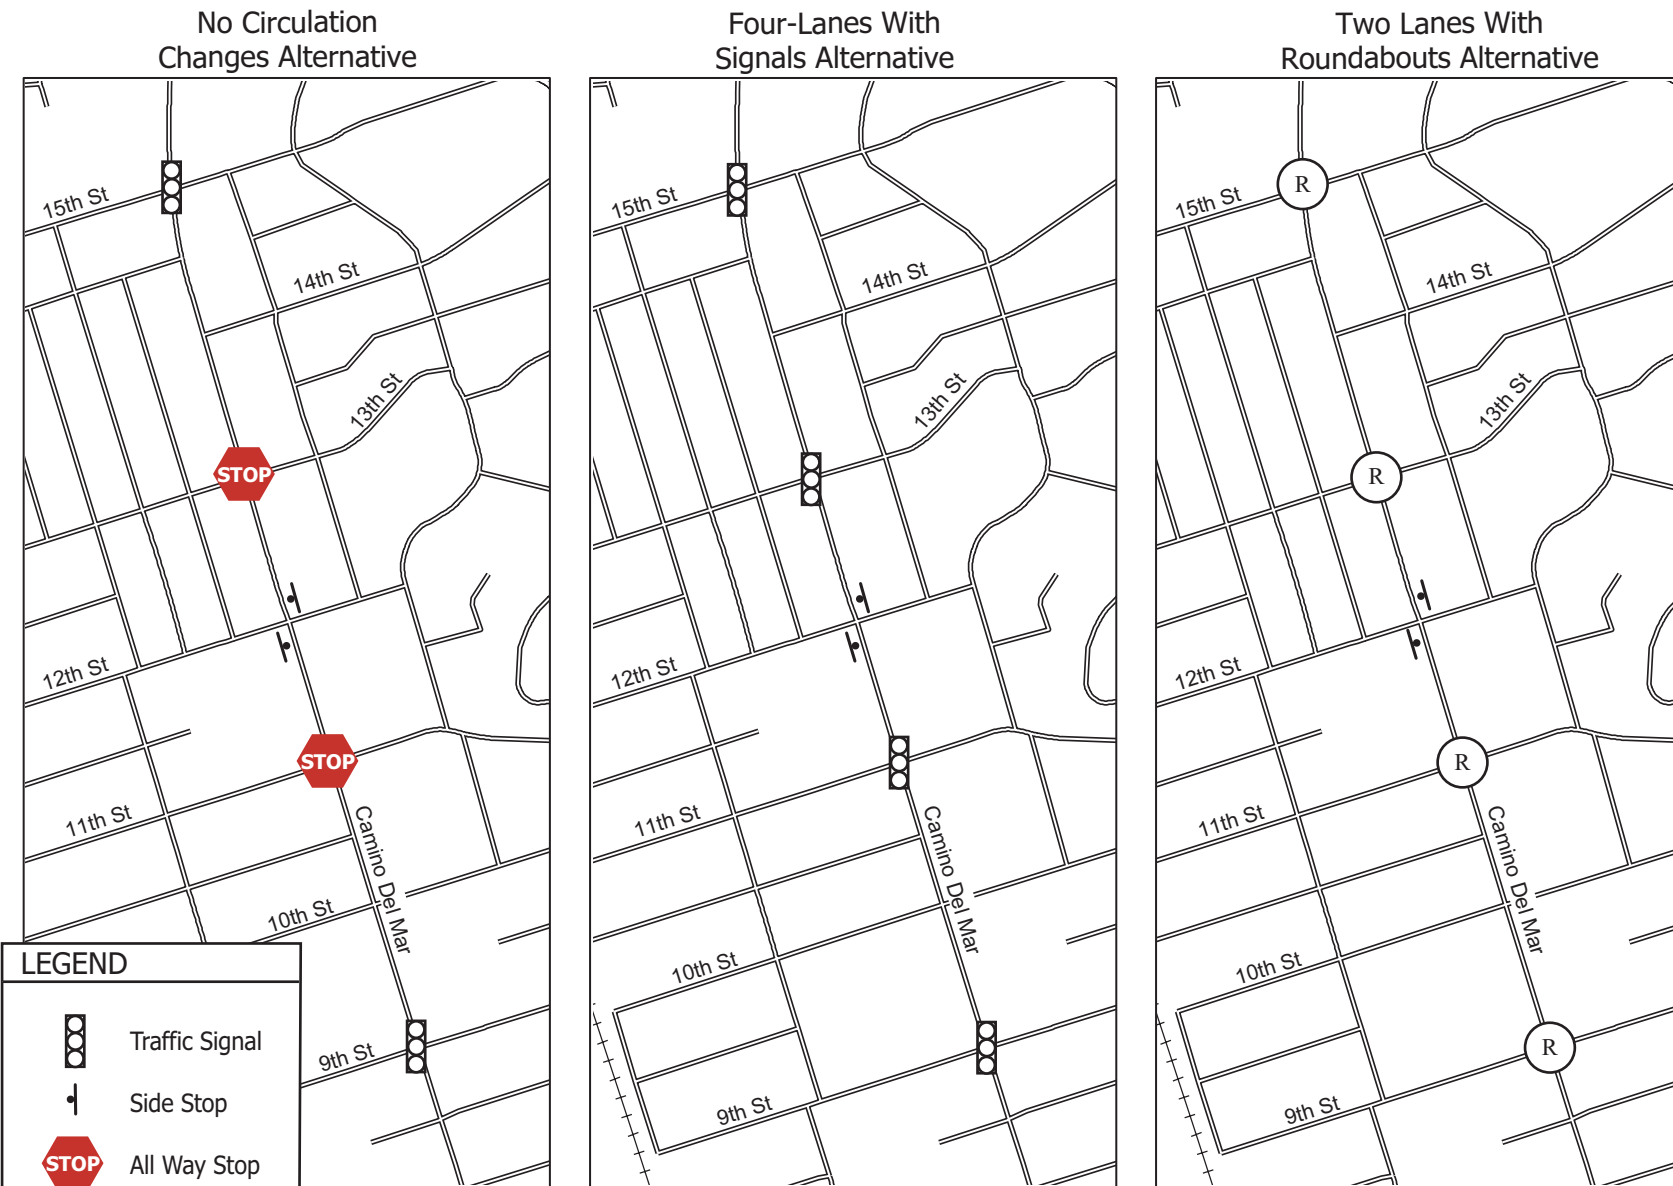 No Circulation
Changes Alternative
15th St
14th St
13th St
STOP
12th St
STOP
11th St
Camino Del Mar
10th St
9th St
LEGEND
Traffic Signal
Side Stop
STOP All Way Stop
Four-Lanes With
Signals Alternative
15th St
14th St
13th St
12th St
11th St
Camino Del Mar
10th St
9th St
Two Lanes With
Roundabouts Alternative
R
15th St
14th St
13th St
R
12th St
R
11th St
Camino Del Mar
10th St
R
9th St